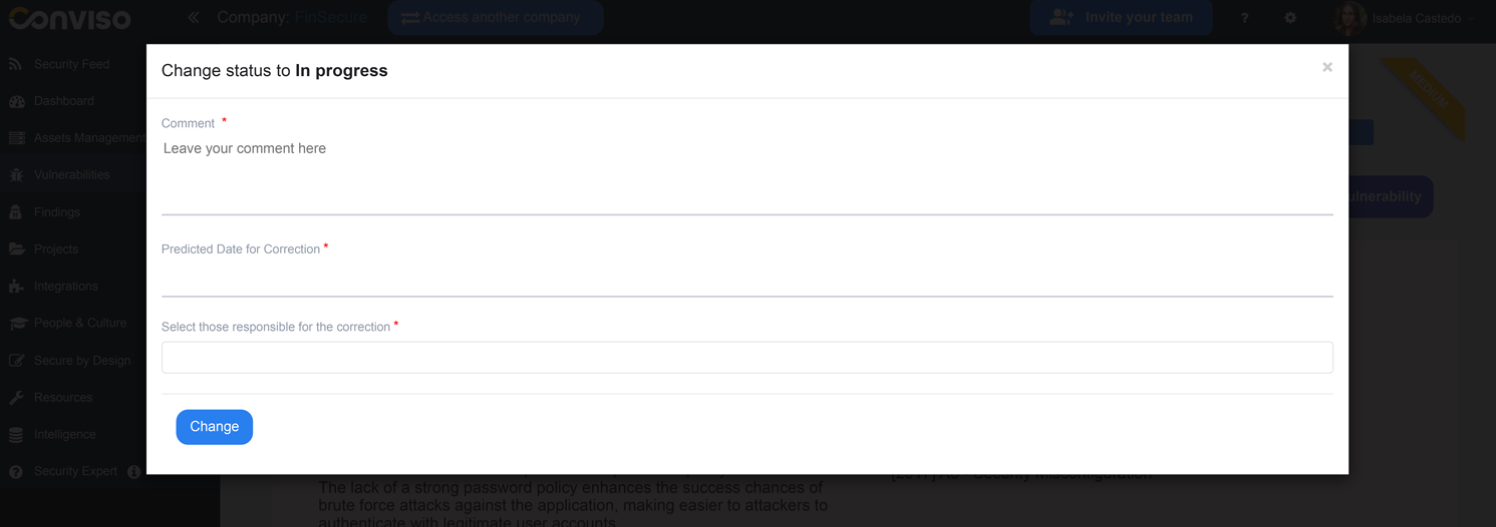 Conviso
Company: FinSecure
Access another company
Invite your team
?
Isabela Castedo
Security Feed
Dashboard
Assets Management
Vulnerabilities
Findings
Projects
Integrations
People & Culture
Secure by Design
Resources
Intelligence
Security Expert
MEDIUM
Change status to In progress
×
Comment *
Leave your comment here
Predicted Date for Correction *
Select those responsible for the correction *
Change
ulnerability
The lack of a strong password policy enhances the success chances of
brute force attacks against the application, making easier to attackers to
authenticate with legitimate user accounts.